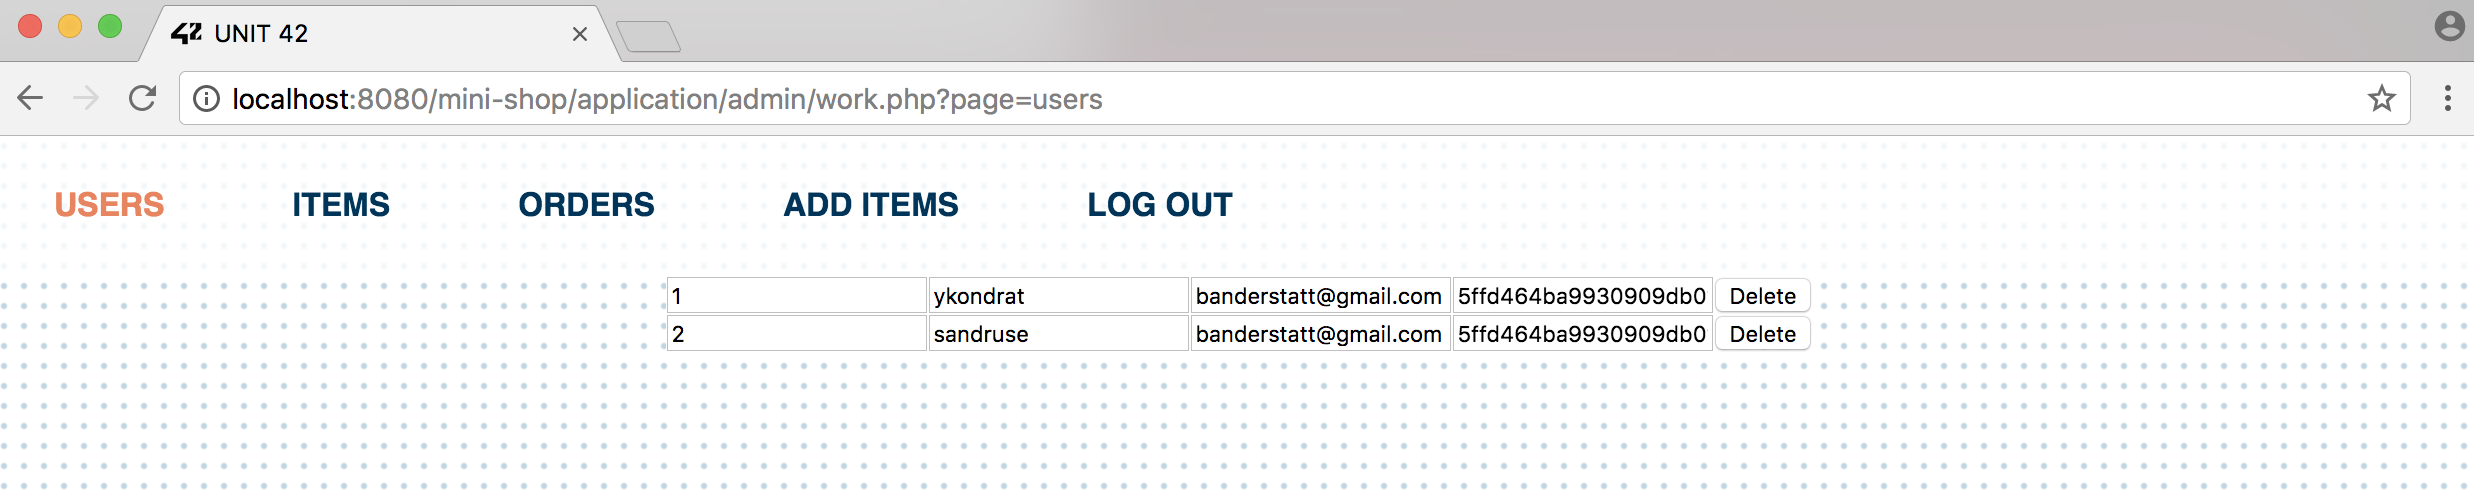 42 UNIT 42
localhost:8080/mini-shop/application/admin/work.php?page=users
USERS ITEMS ORDERS ADD ITEMS LOG OUT
1 ykondrat banderstatt@gmail.com 5ffd464ba9930909db0 Delete
2 sandruse banderstatt@gmail.com 5ffd464ba9930909db0 Delete